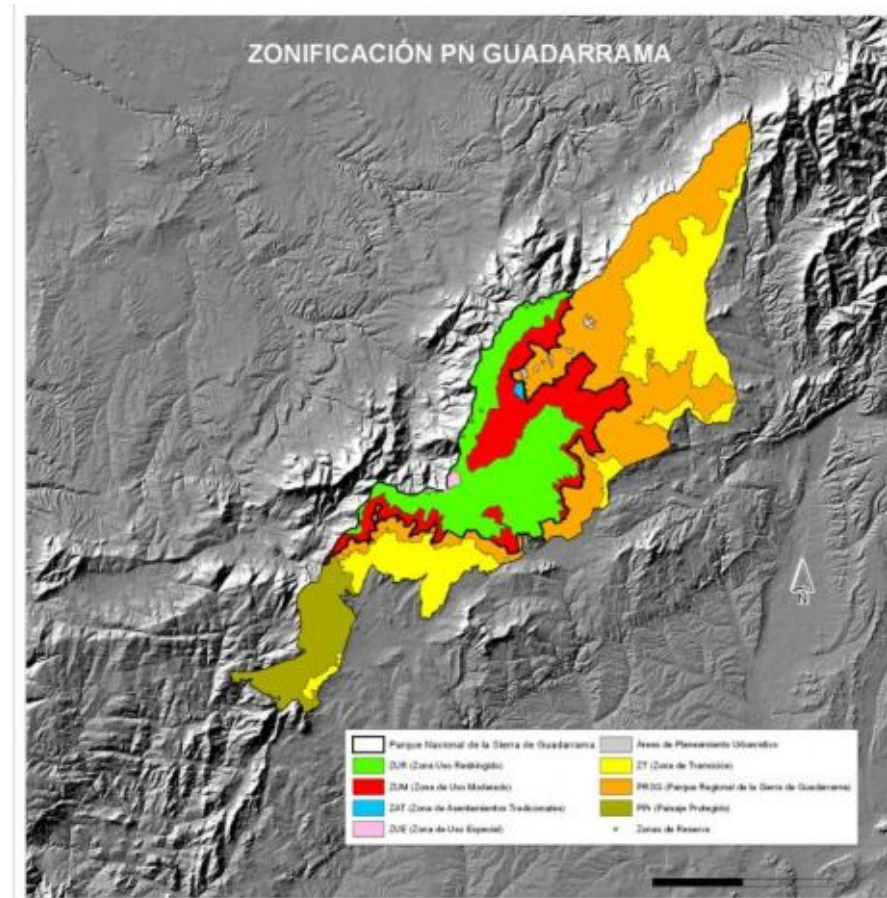 ZONIFICACIÓN PN GUADARRAMA
N
Parque Nacional de la Sierra de Guadarrama
ZUR (Zona Uso Restringido)
ZUM (Zona de Uso Moderado)
ZAT (Zona de Asentamientos Tradicionales)
ZUE (Zona de Uso Especial)
Áreas de Planeamiento Urbanístico
ZT (Zona de Transición)
PRSG (Parque Regional de la Sierra de Guadarrama)
PPr (Paisaje Protegido)
Zonas de Reserva